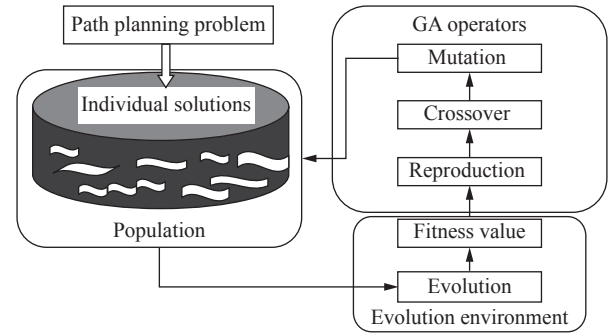 Path planning problem
Individual solutions
Population
GA operators
Mutation
Crossover
Reproduction
Fitness value
Evolution
Evolution environment